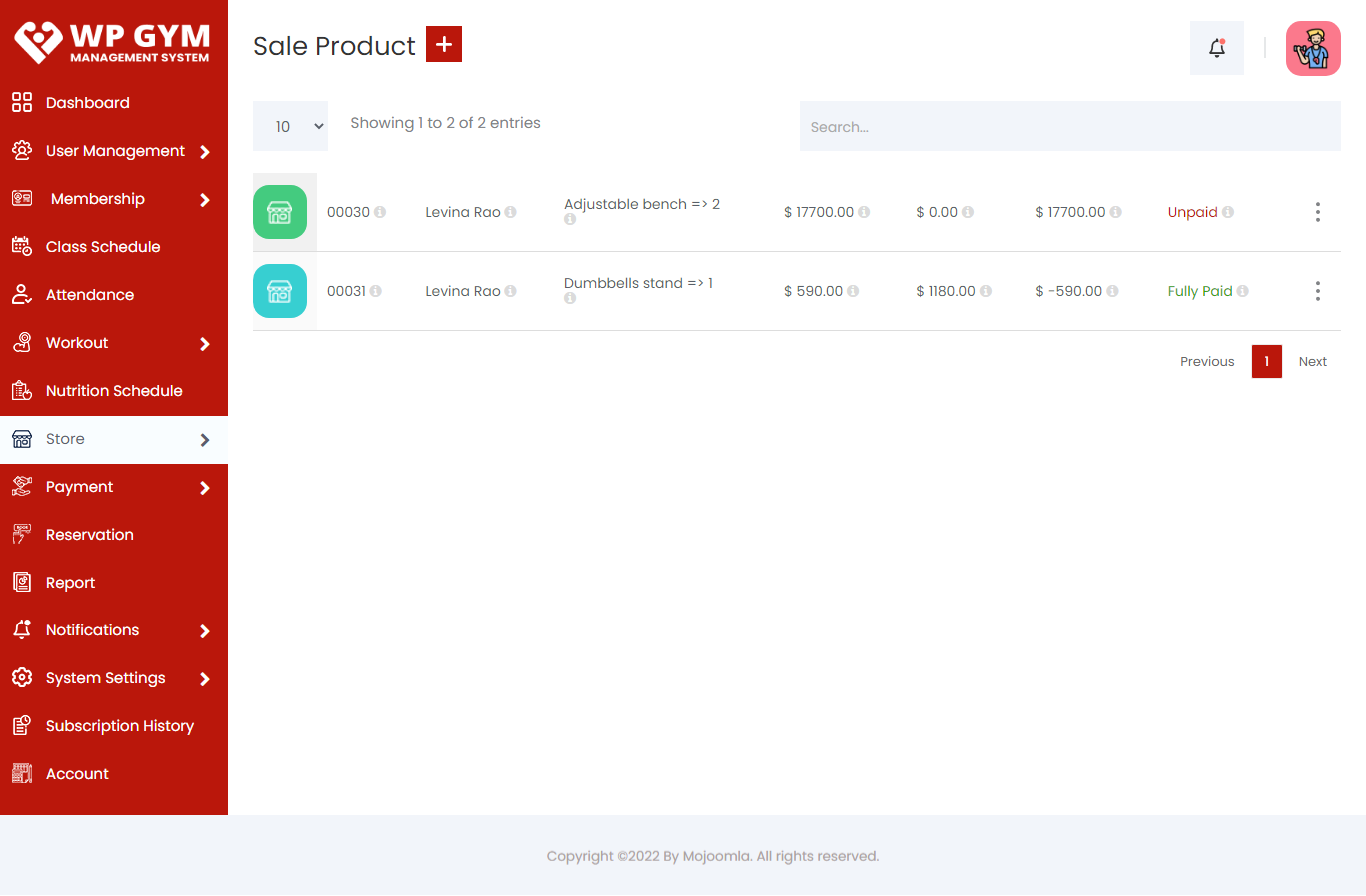 WP GYM
MANAGEMENT SYSTEM
Dashboard
User Management
Membership
Class Schedule
Attendance
Workout
Nutrition Schedule
Store
Payment
Reservation
Report
Notifications
System Settings
Subscription History
Account
Sale Product
10
Showing 1 to 2 of 2 entries
Search...
00030 Levina Rao Adjustable bench => 2 $ 17700.00 $ 0.00 $ 17700.00 Unpaid
00031 Levina Rao Dumbbells stand => 1 $ 590.00 $ 1180.00 $ -590.00 Fully Paid
Previous 1 Next
Copyright ©2022 By Mojoomla. All rights reserved.